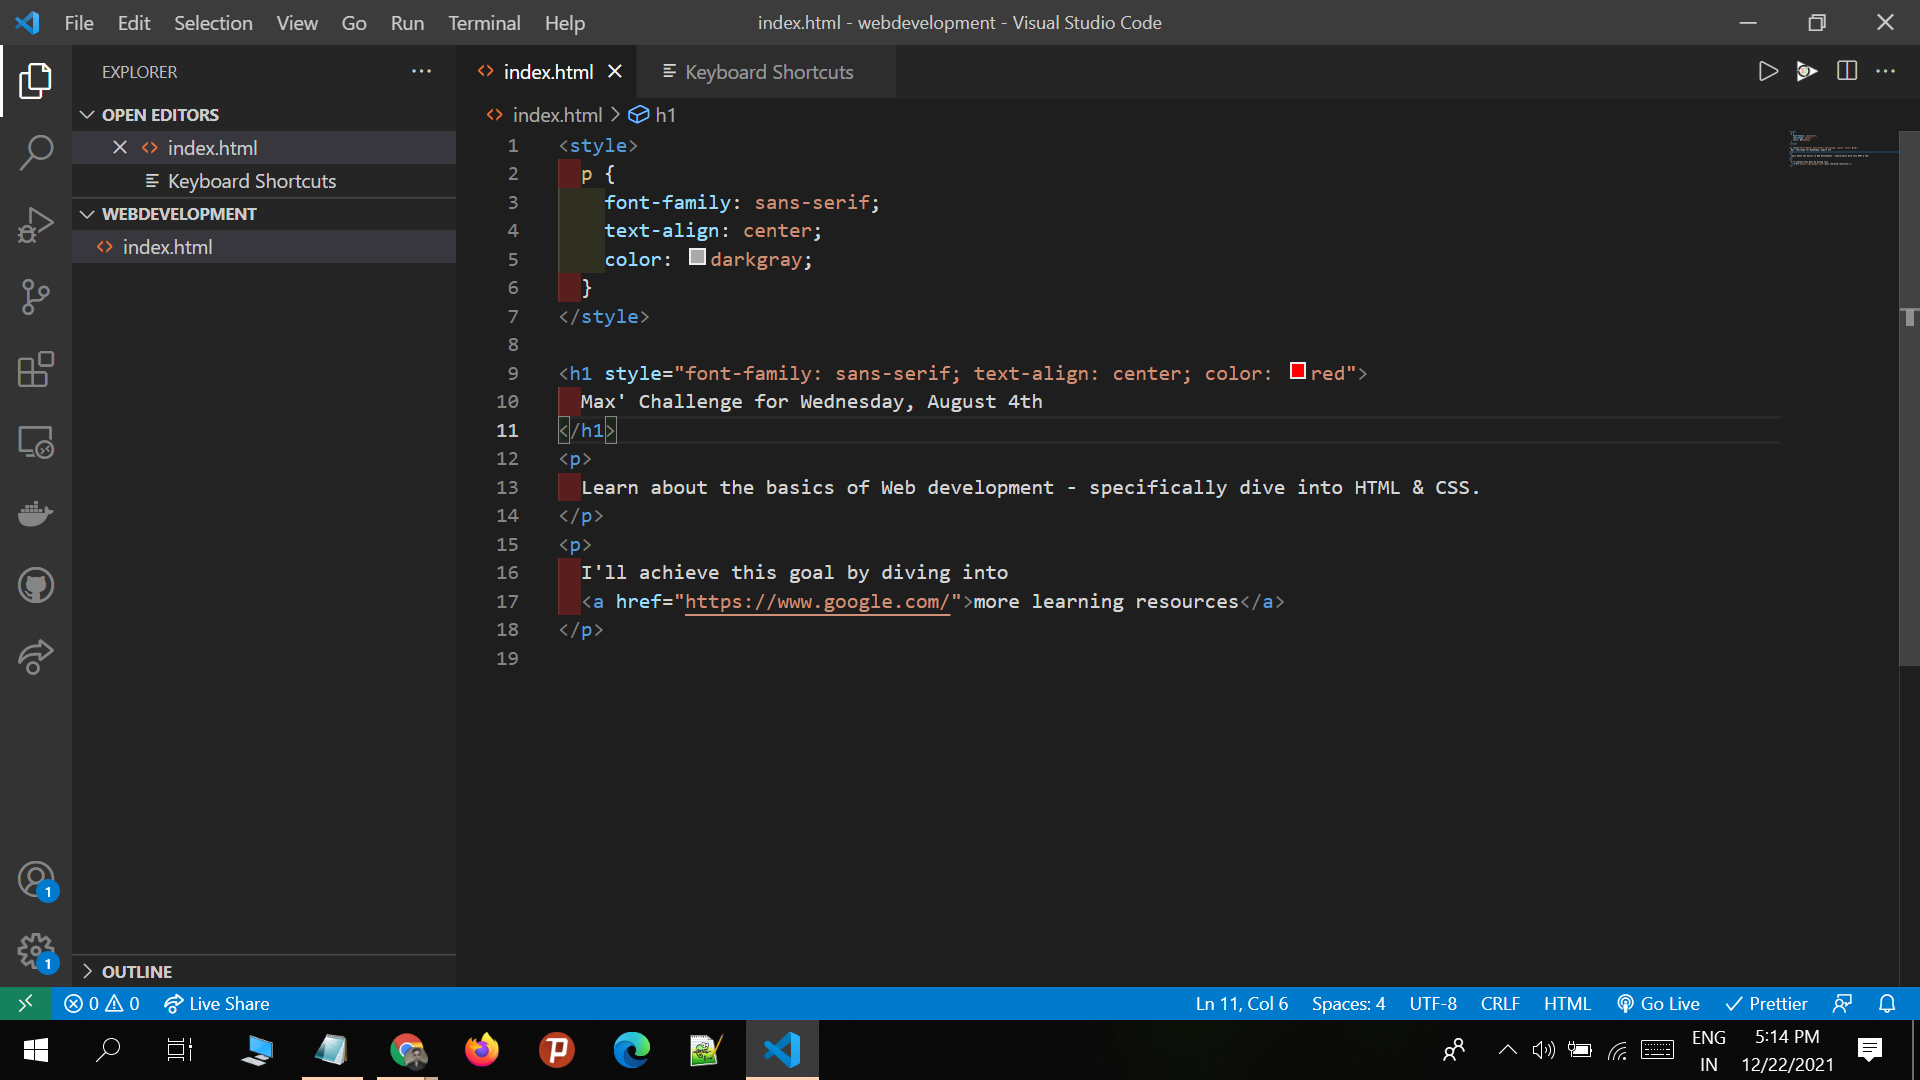 File Edit Selection View Go Run Terminal Help
index.html - webdevelopment - Visual Studio Code
EXPLORER
OPEN EDITORS
index.html
Keyboard Shortcuts
WEBDEVELOPMENT
index.html
OUTLINE
index.html Keyboard Shortcuts
index.html > h1
1 <style>
2 p {
3 font-family: sans-serif;
4 text-align: center;
5 color: darkgray;
6 }
7 </style>
8
9 <h1 style="font-family: sans-serif; text-align: center; color: red">
10 Max' Challenge for Wednesday, August 4th
11 </h1>
12 <p>
13 Learn about the basics of Web development - specifically dive into HTML & CSS.
14 </p>
15 <p>
16 I'll achieve this goal by diving into
17 <a href="https://www.google.com/">more learning resources</a>
18 </p>
19
1
1
0 0 Live Share Ln 11, Col 6 Spaces: 4 UTF-8 CRLF HTML Go Live Prettier
ENG
IN
5:14 PM
12/22/2021